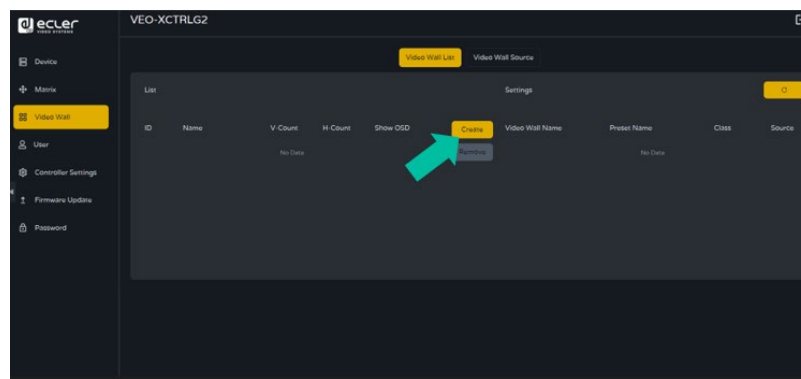 ecler
VIDEO SYSTEMS
VEO-XCTRLG2
Device
Matrix
Video Wall
User
Controller Settings
Firmware Update
Password
Video Wall List
Video Wall Source
List
Settings
ID Name V-Count H-Count Show OSD Create Video Wall Name Preset Name Class Source
No Data Remove No Data